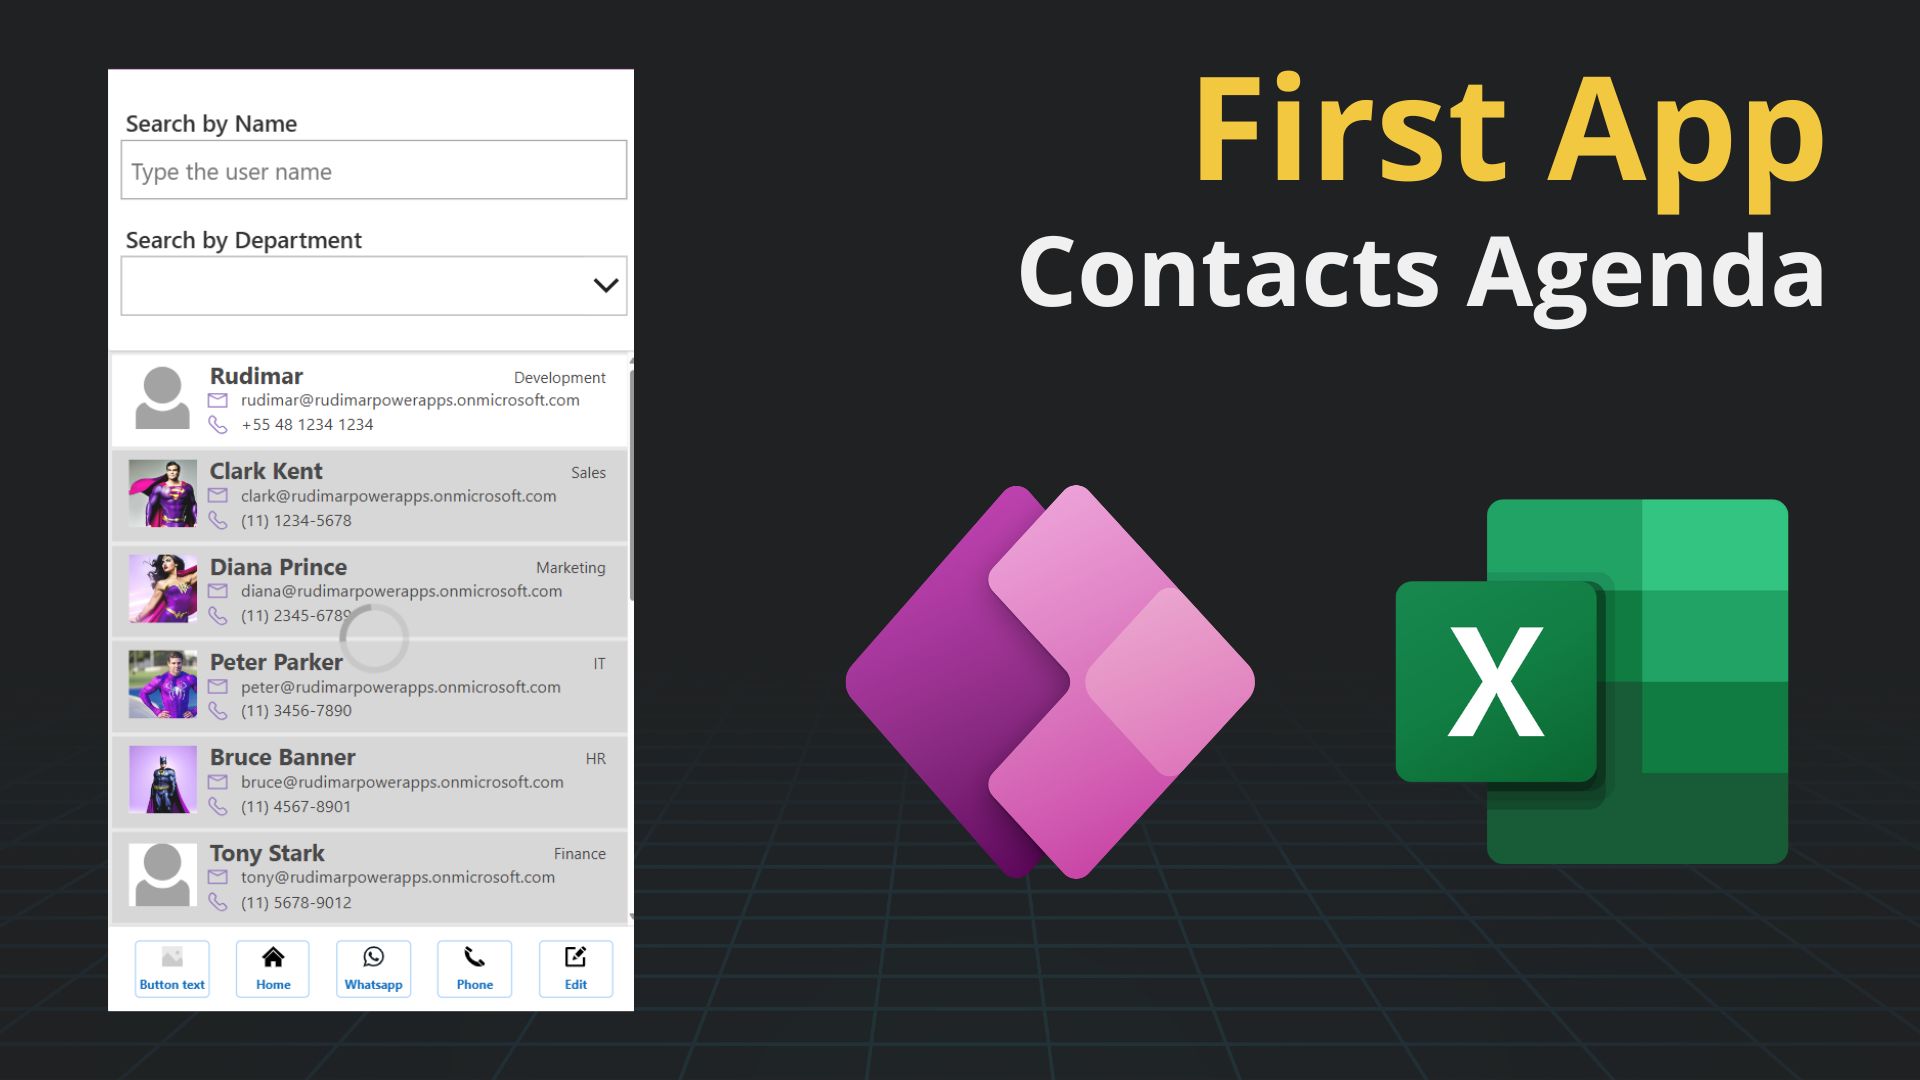 First App
Contacts Agenda
Search by Name
Type the user name
Search by Department
Rudimar Development
rudimar@rudimarpowerapps.onmicrosoft.com
+55 48 1234 1234
Clark Kent Sales
clark@rudimarpowerapps.onmicrosoft.com
(11) 1234-5678
Diana Prince Marketing
diana@rudimarpowerapps.onmicrosoft.com
(11) 2345-6789
Peter Parker IT
peter@rudimarpowerapps.onmicrosoft.com
(11) 3456-7890
Bruce Banner HR
bruce@rudimarpowerapps.onmicrosoft.com
(11) 4567-8901
Tony Stark Finance
tony@rudimarpowerapps.onmicrosoft.com
(11) 5678-9012
Button text Home Whatsapp Phone Edit
X